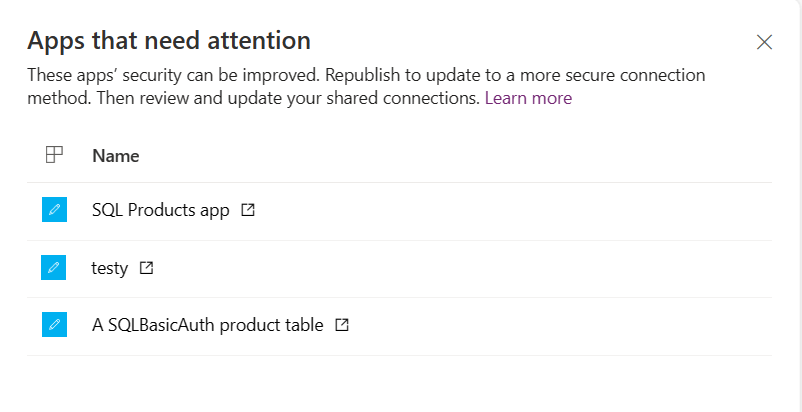 Apps that need attention
These apps’ security can be improved. Republish to update to a more secure connection
method. Then review and update your shared connections. Learn more
Name
SQL Products app
testy
A SQLBasicAuth product table